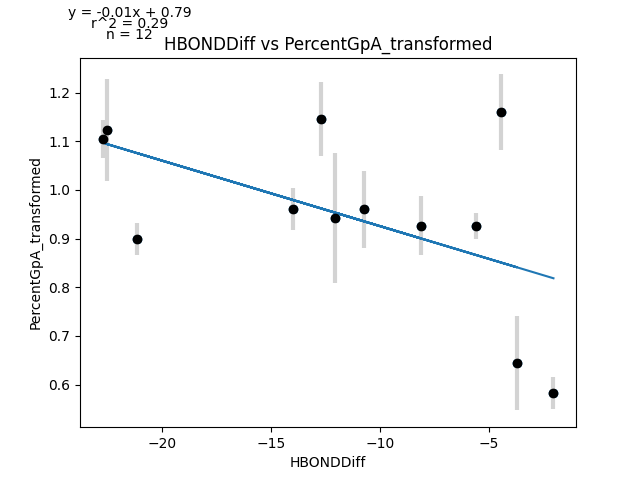 y = -0.01x + 0.79
r^2 = 0.29
n = 12
HBONDDiff vs PercentGpA_transformed
PercentGpA_transformed
1.2
1.1
1.0
0.9
0.8
0.7
0.6
−20
−15
−10
−5
HBONDDiff